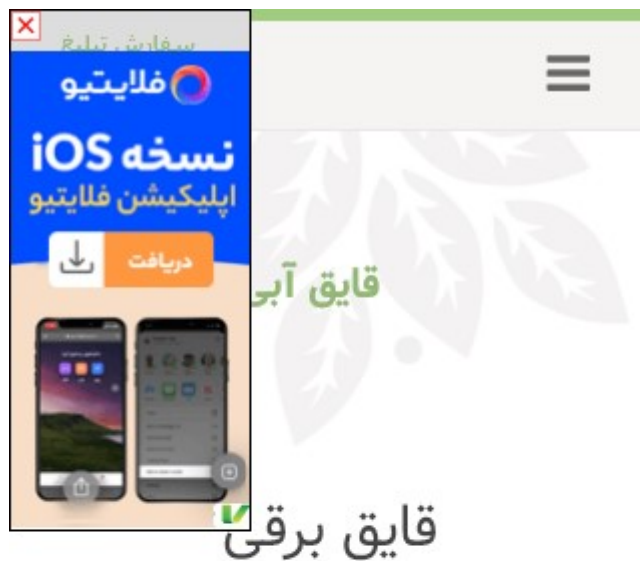 سفارش تبلیغ
فلایتیو
نسخه iOS
اپلیکیشن فلایتیو
دریافت
قایق آبی
قایق برقی